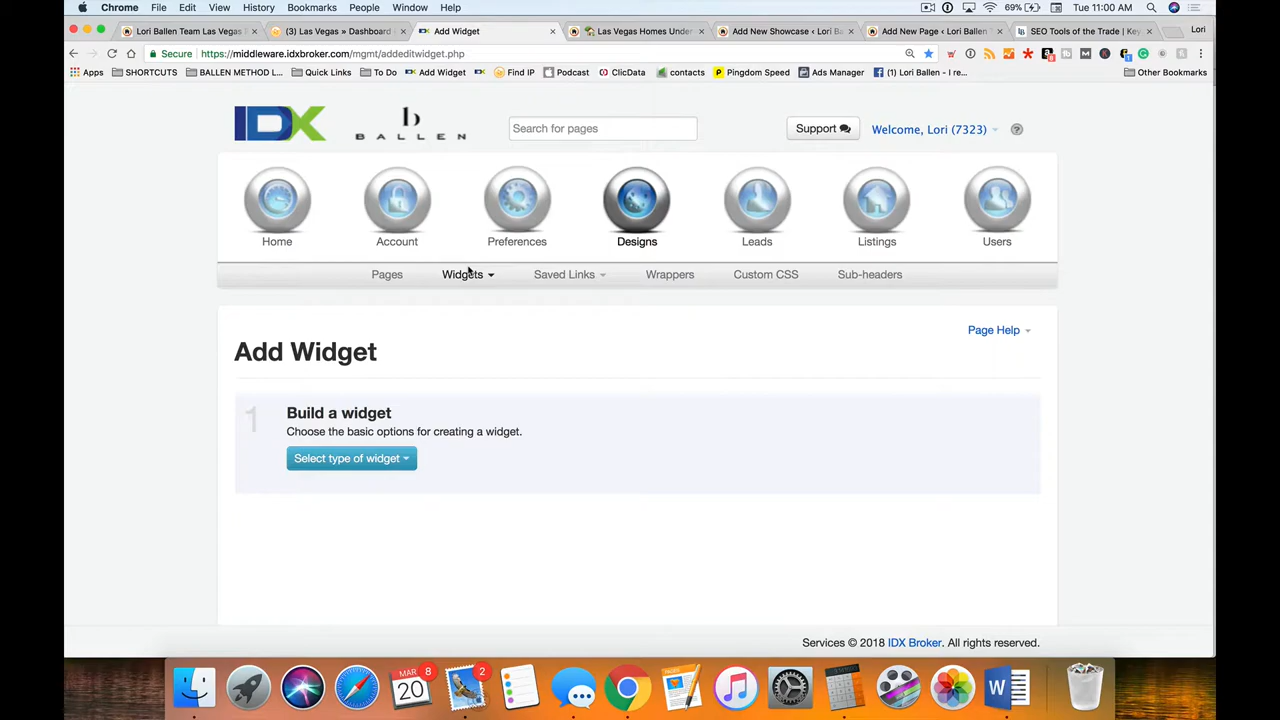 Chrome File Edit View History Bookmarks People Window Help 69% Tue 11:00 AM
Lori Ballen Team Las Vegas (3) Las Vegas » Dashboard Add Widget Las Vegas Homes Under Add New Showcase ‹ Lori Ba Add New Page ‹ Lori Ballen T SEO Tools of the Trade | Key Lori
Secure https://middleware.idxbroker.com/mgmt/addeditwidget.php
Apps SHORTCUTS BALLEN METHOD L... Quick Links To Do Add Widget Find IP Podcast ClicData contacts Pingdom Speed Ads Manager (1) Lori Ballen - I re... Other Bookmarks
IDX b BALLEN Search for pages Support Welcome, Lori (7323)
Home Account Preferences Designs Leads Listings Users
Pages Widgets Saved Links Wrappers Custom CSS Sub-headers
Page Help
Add Widget
1 Build a widget
Choose the basic options for creating a widget.
Select type of widget
Services © 2018 IDX Broker. All rights reserved.
MAR 8
20 2
W